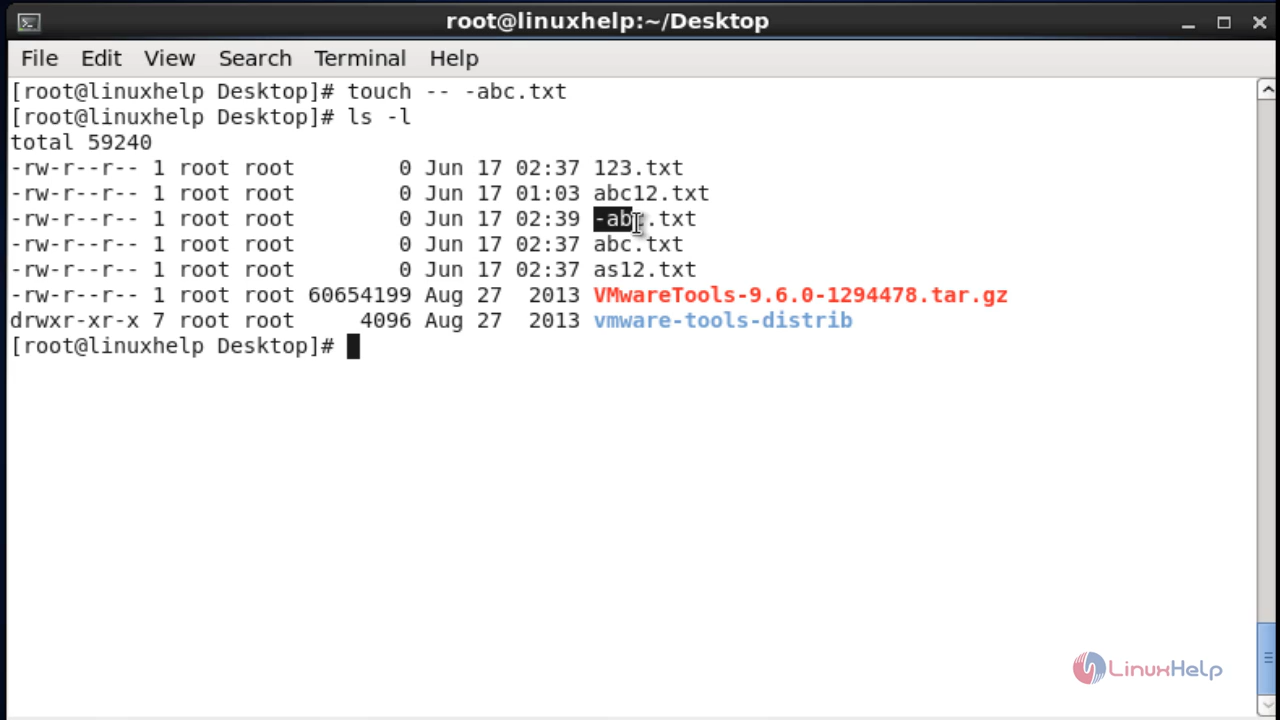 root@linuxhelp:~/Desktop
File Edit View Search Terminal Help
[root@linuxhelp Desktop]# touch -- -abc.txt
[root@linuxhelp Desktop]# ls -l
total 59240
-rw-r--r-- 1 root root        0 Jun 17 02:37 123.txt
-rw-r--r-- 1 root root        0 Jun 17 01:03 abc12.txt
-rw-r--r-- 1 root root        0 Jun 17 02:39 -abc.txt
-rw-r--r-- 1 root root        0 Jun 17 02:37 abc.txt
-rw-r--r-- 1 root root        0 Jun 17 02:37 as12.txt
-rw-r--r-- 1 root root 60654199 Aug 27  2013 VMwareTools-9.6.0-1294478.tar.gz
drwxr-xr-x 7 root root     4096 Aug 27  2013 vmware-tools-distrib
[root@linuxhelp Desktop]#
LinuxHelp